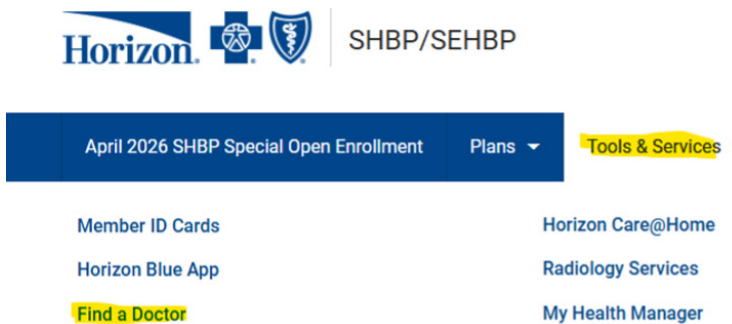 Horizon. SHBP/SEHBP
April 2026 SHBP Special Open Enrollment Plans Tools & Services
Member ID Cards Horizon Care@Home
Horizon Blue App Radiology Services
Find a Doctor My Health Manager